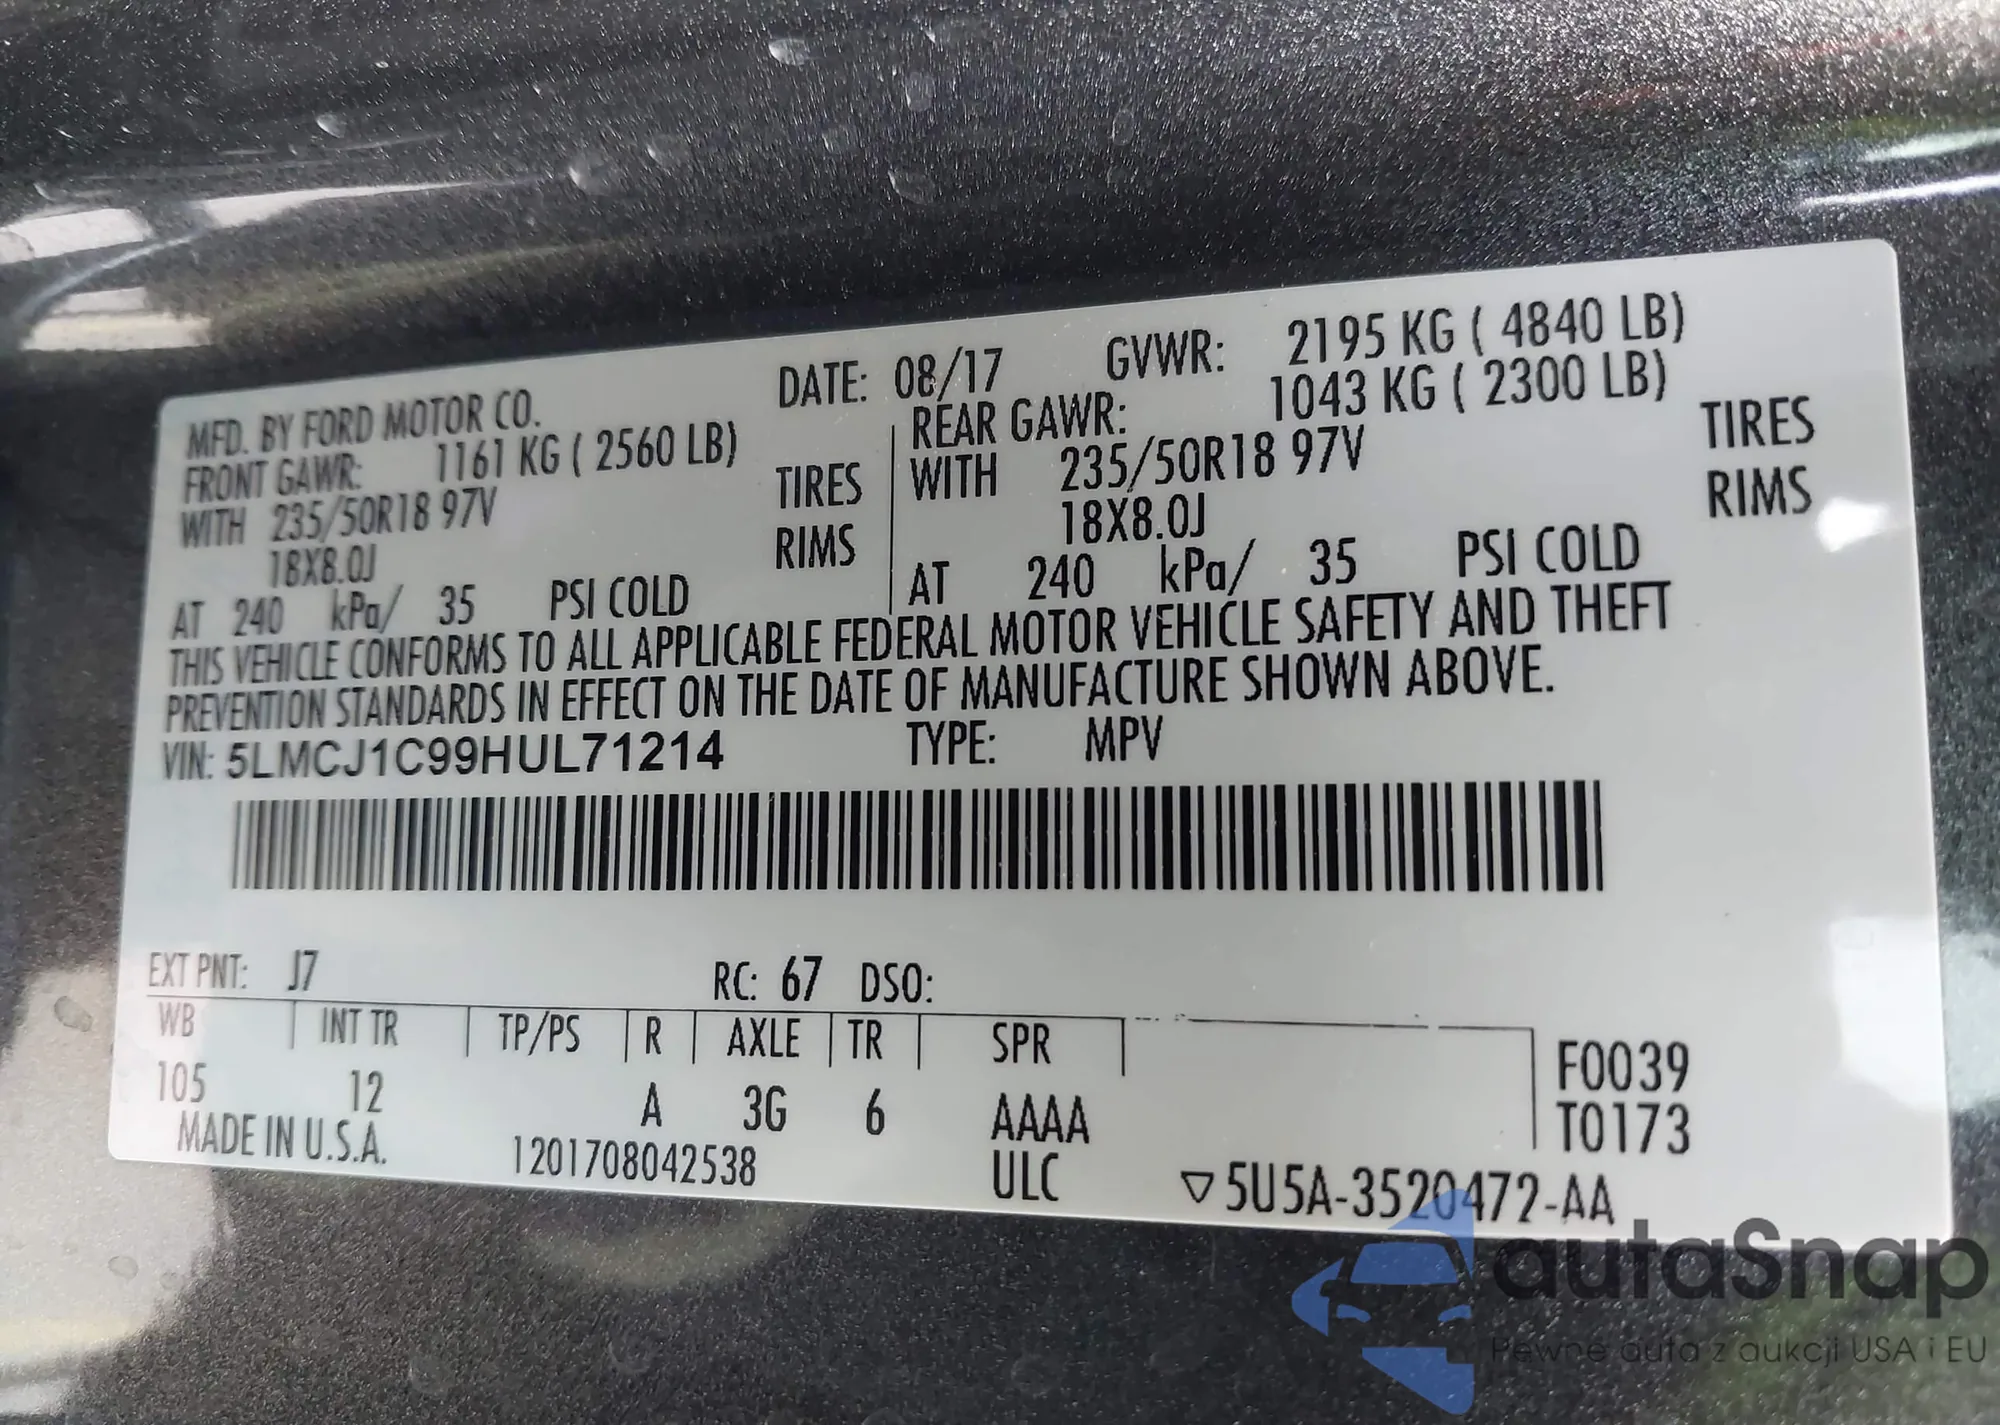 MFD. BY FORD MOTOR CO. DATE: 08/17 GVWR: 2195 KG ( 4840 LB)
FRONT GAWR: 1161 KG ( 2560 LB) REAR GAWR: 1043 KG ( 2300 LB)
WITH 235/50R18 97V TIRES WITH 235/50R18 97V TIRES
18X8.0J RIMS 18X8.0J RIMS
AT 240 kPa/ 35 PSI COLD AT 240 kPa/ 35 PSI COLD
THIS VEHICLE CONFORMS TO ALL APPLICABLE FEDERAL MOTOR VEHICLE SAFETY AND THEFT
PREVENTION STANDARDS IN EFFECT ON THE DATE OF MANUFACTURE SHOWN ABOVE.
VIN: 5LMCJ1C99HUL71214 TYPE: MPV
EXT PNT: J7 RC: 67 DSO:
WB INT TR TP/PS R AXLE TR SPR F0039
105 12 A 3G 6 AAAA T0173
MADE IN U.S.A. 1201708042538 ULC ▽5U5A-3520472-AA
autaSnap
Pewne auta z aukcji USA i EU